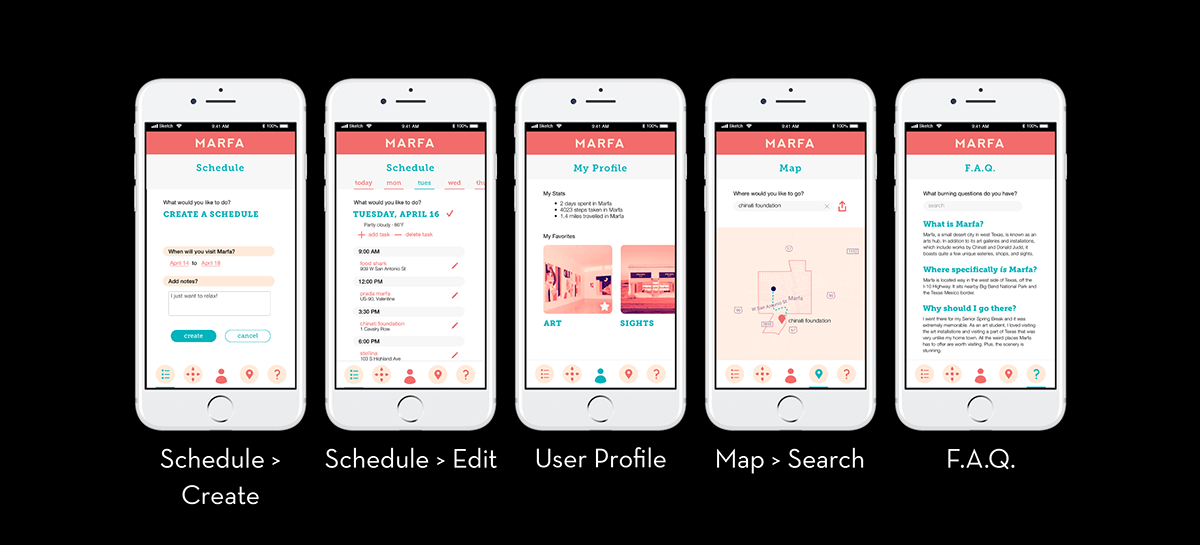 Sketch 9:41 AM 100%
MARFA
Schedule
What would you like to do?
CREATE A SCHEDULE
When will you visit Marfa?
April 14 to April 18
Add notes?
I just want to relax!
create cancel
Schedule >
Create
Sketch 9:41 AM 100%
MARFA
Schedule
today mon tues wed thu
What would you like to do?
TUESDAY, APRIL 16
Partly cloudy - 86°F
add task delete task
9:00 AM
food shark
909 W San Antonio St
12:00 PM
prada marfa
US-90, Valentine
3:30 PM
chinati foundation
1 Cavalry Row
6:00 PM
stellina
103 S Highland Ave
Schedule > Edit
Sketch 9:41 AM 100%
MARFA
My Profile
My Stats
• 2 days spent in Marfa
• 4023 steps taken in Marfa
• 1.4 miles travelled in Marfa
My Favorites
ART SIGHTS
User Profile
Sketch 9:41 AM 100%
MARFA
Map
Where would you like to go?
chinati foundation
17
90
W San Antonio St
Marfa
chinati foundation
67
Map > Search
Sketch 9:41 AM 100%
MARFA
F.A.Q.
What burning questions do you have?
search
What is Marfa?
Marfa, a small desert city in west Texas, is known as an
arts hub. In addition to its art galleries and installations,
which include works by Chinati and Donald Judd, it
boasts quite a few unique eateries, shops, and sights.
Where specifically is Marfa?
Marfa is located way in the west side of Texas, off the
I-10 Highway. It sits nearby Big Bend National Park and
the Texas Mexico border.
Why should I go there?
I went there for my Senior Spring Break and it was
extremely memorable. As an art student, I loved visiting
the art installations and visiting a part of Texas that was
very unlike my home town. All the weird places Marfa
has to offer are worth visiting. Plus, the scenery is
stunning.
?
F.A.Q.